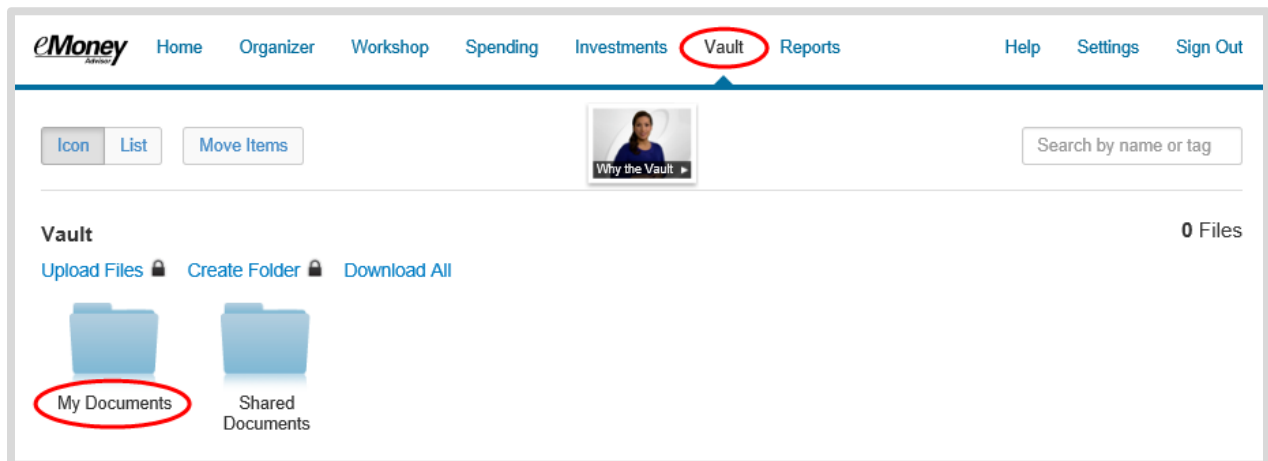 eMoney Advisor Home Organizer Workshop Spending Investments Vault Reports Help Settings Sign Out
Icon List Move Items Why the Vault Search by name or tag
Vault 0 Files
Upload Files Create Folder Download All
My Documents Shared
Documents